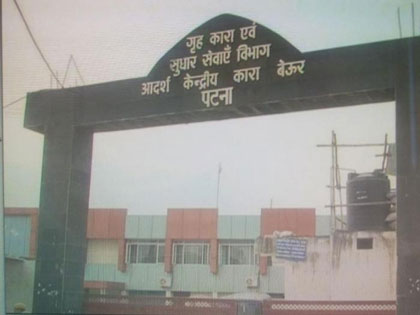 गृह कारा एवं
सुधार सेवाएँ विभाग
आदर्श केन्द्रीय कारा बेऊर
पटना